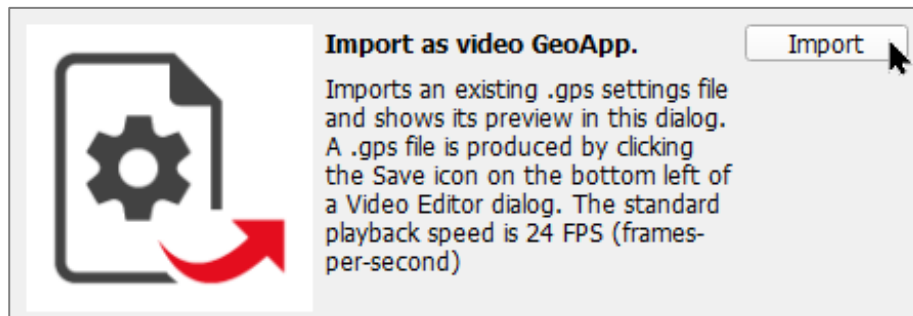 Import as video GeoApp.
Import
Imports an existing .gps settings file
and shows its preview in this dialog.
A .gps file is produced by clicking
the Save icon on the bottom left of
a Video Editor dialog. The standard
playback speed is 24 FPS (frames-
per-second)